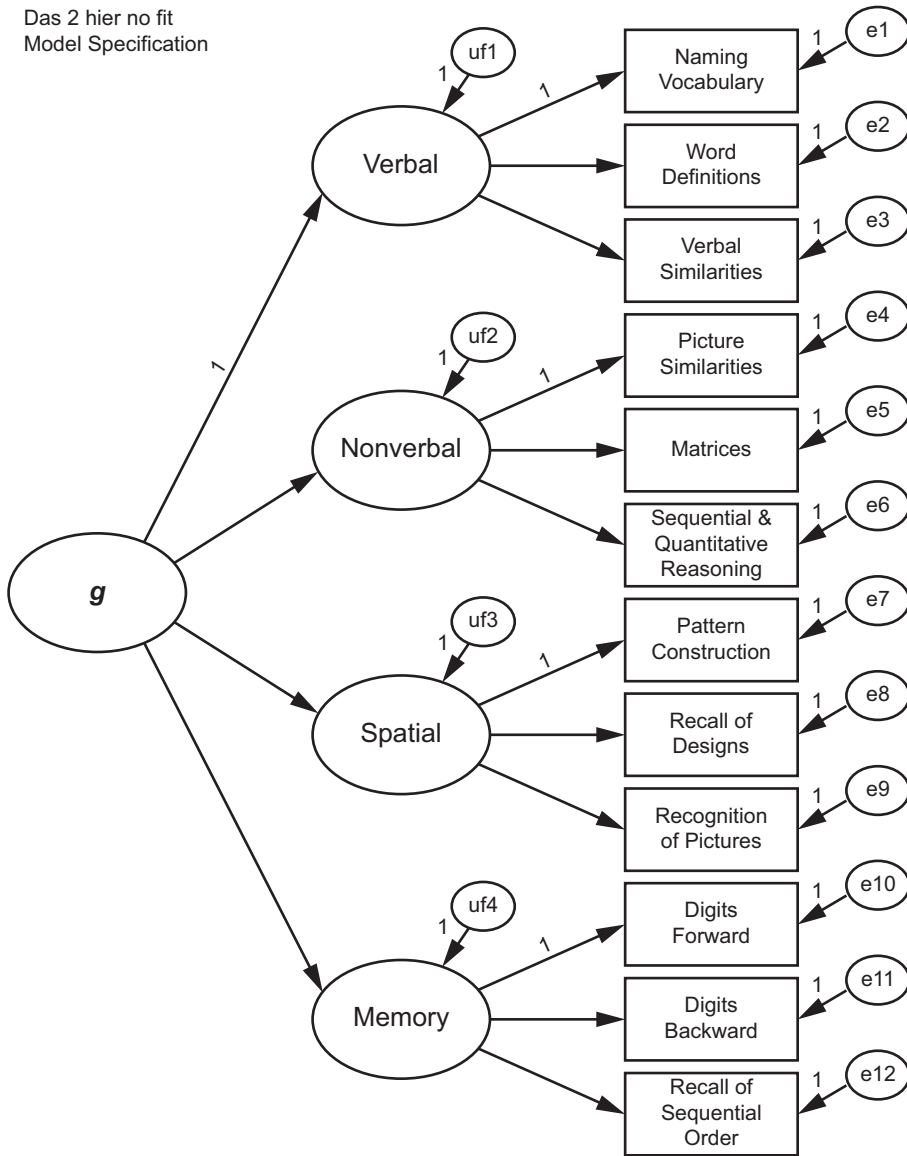 Das 2 hier no fit
Model Specification
uf1
1
Verbal
1
Naming
Vocabulary
1
e1
Word
Definitions
1
e2
Verbal
Similarities
1
e3
1
uf2
1
Nonverbal
1
Picture
Similarities
1
e4
Matrices
1
e5
Sequential &
Quantitative
Reasoning
1
e6
g
uf3
1
Spatial
1
Pattern
Construction
1
e7
Recall of
Designs
1
e8
Recognition
of Pictures
1
e9
uf4
1
Memory
1
Digits
Forward
1
e10
Digits
Backward
1
e11
Recall of
Sequential
Order
1
e12